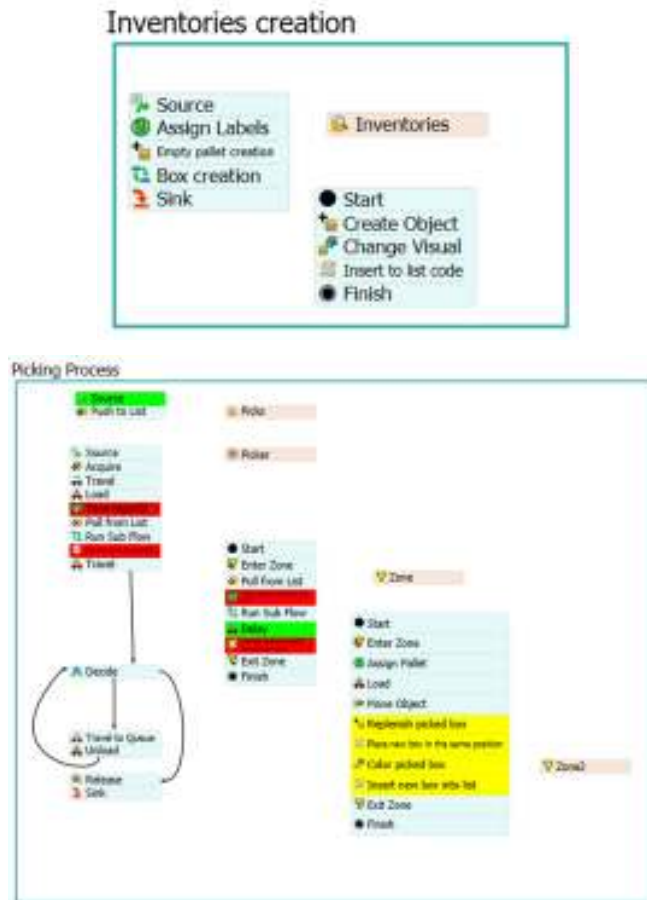 Inventories creation
Source
Assign Labels
Empty pallet creation
Box creation
Sink
Inventories
Start
Create Object
Change Visual
Insert to list code
Finish
Picking Process
Source
Push to List
Picks
Picker
Source
Acquire
Travel
Load
Pull from List
Run Sub Flow
Travel
Decide
Travel to Queue
Unload
Release
Sink
Start
Enter Zone
Pull from List
Run Sub Flow
Delay
Exit Zone
Finish
Zone
Start
Enter Zone
Assign Pallet
Load
Move Object
Replenish picked box
Place new box in the same position
Color picked box
Insert new box into list
Exit Zone
Finish
Zone2